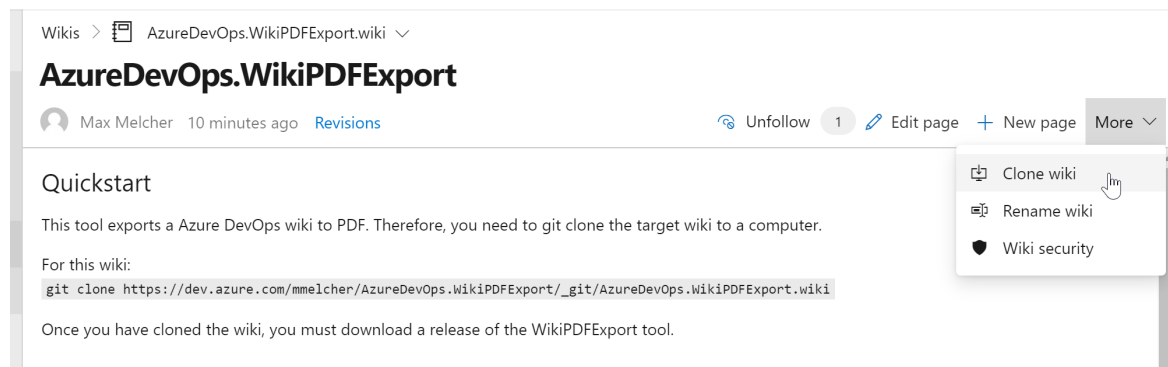 Wikis > AzureDevOps.WikiPDFExport.wiki
AzureDevOps.WikiPDFExport
Max Melcher 10 minutes ago Revisions Unfollow 1 Edit page + New page More
Clone wiki
Rename wiki
Wiki security
Quickstart
This tool exports a Azure DevOps wiki to PDF. Therefore, you need to git clone the target wiki to a computer.
For this wiki:
git clone https://dev.azure.com/mmelcher/AzureDevOps.WikiPDFExport/_git/AzureDevOps.WikiPDFExport.wiki
Once you have cloned the wiki, you must download a release of the WikiPDFExport tool.